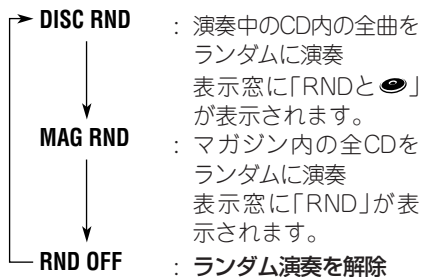 DISC RND : 演奏中のCD内の全曲を
ランダムに演奏
表示窓に「RNDと」
が表示されます。
MAG RND : マガジン内の全CDを
ランダムに演奏
表示窓に「RND」が表
示されます。
RND OFF : ランダム演奏を解除